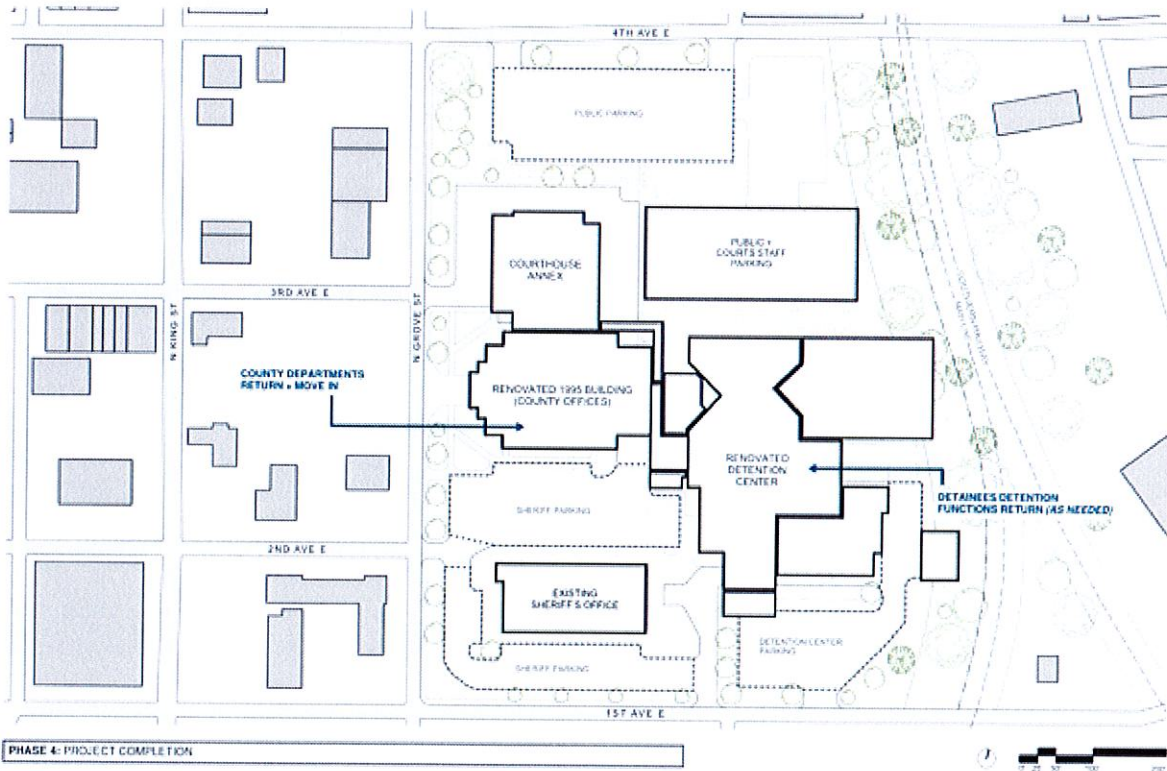 4TH AVE E
PUBLIC PARKING
COURTHOUSE
ANNEX
PUBLIC +
COURTS STAFF
PARKING
3RD AVE E
N KING ST
N GROVE ST
COUNTY DEPARTMENTS
RETURN + MOVE IN
RENOVATED 1995 BUILDING
(COUNTY OFFICES)
RENOVATED
DETENTION
CENTER
DETAINEES DETENTION
FUNCTIONS RETURN (AS NEEDED)
SHERIFF PARKING
2ND AVE E
EXISTING
SHERIFF'S OFFICE
DETENTION CENTER
PARKING
SHERIFF PARKING
1ST AVE E
PHASE 4: PROJECT COMPLETION